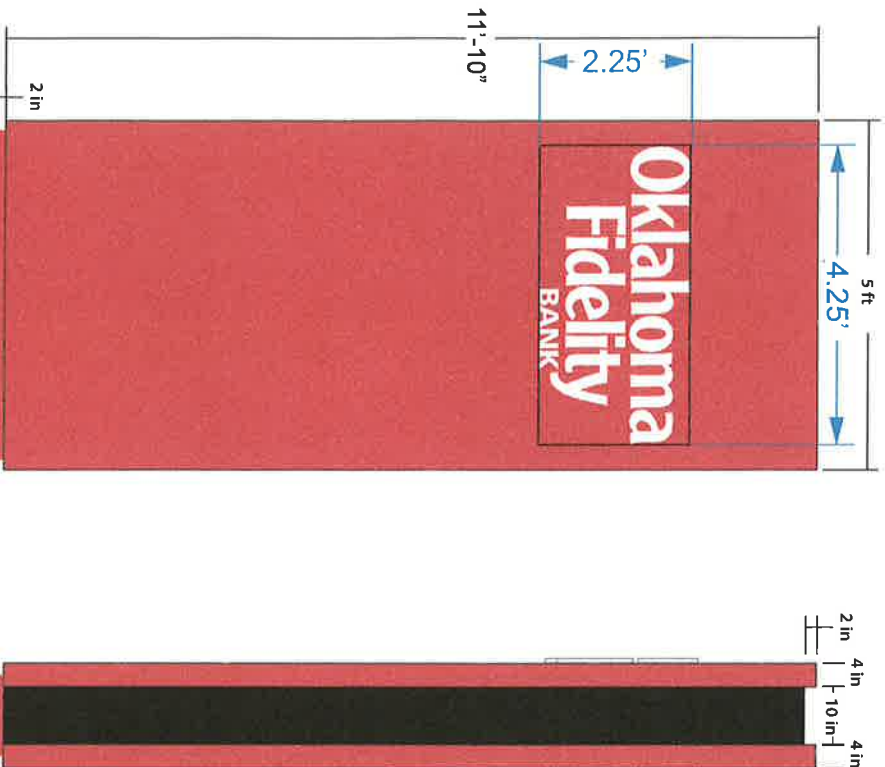 11'-10"
2.25'
2 in
5 ft
4.25'
Oklahoma
Fidelity
BANK
2 in
4 in
10 in
4 in